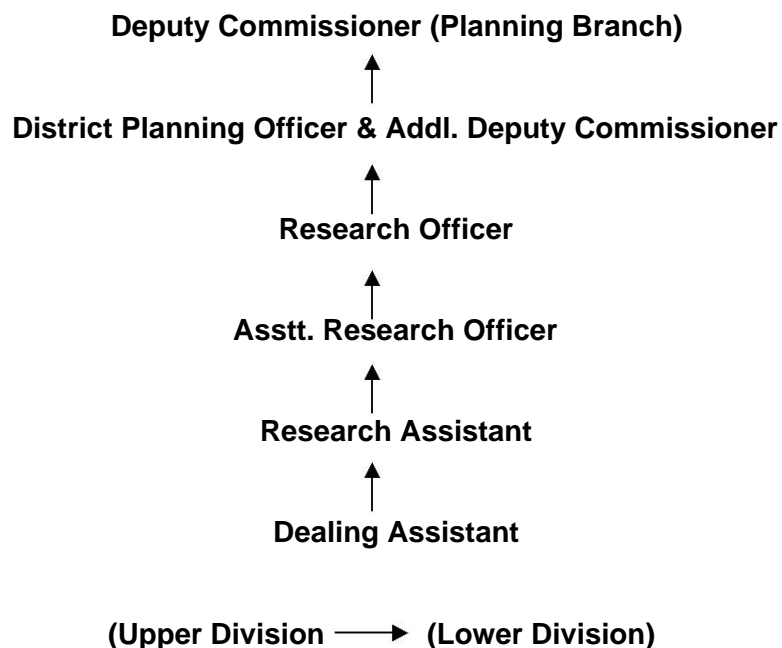 Deputy Commissioner (Planning Branch)
District Planning Officer & Addl. Deputy Commissioner
Research Officer
Asstt. Research Officer
Research Assistant
Dealing Assistant
(Upper Division → (Lower Division)